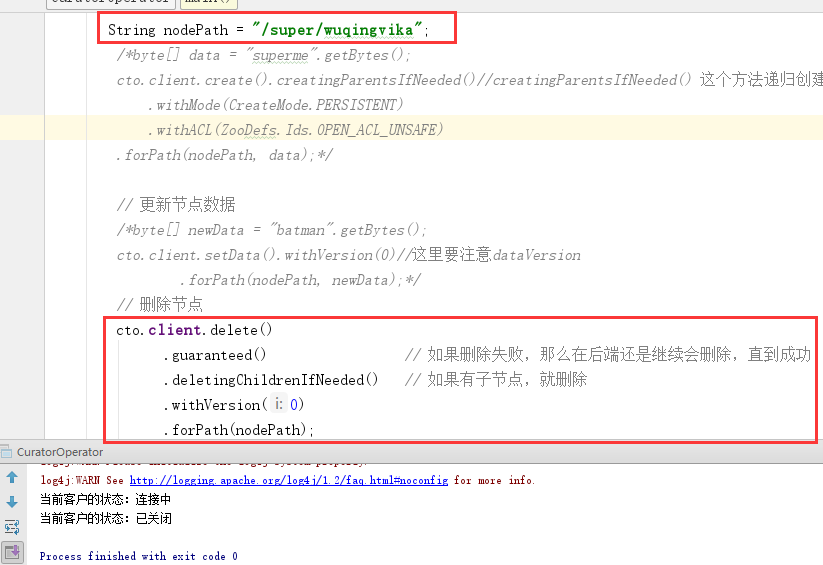 String nodePath = "/super/wuqingvika";
/*byte[] data = "superme".getBytes();
cto.client.create().creatingParentsIfNeeded()//creatingParentsIfNeeded() 这个方法递归创建
.withMode(CreateMode.PERSISTENT)
.withACL(ZooDefs.Ids.OPEN_ACL_UNSAFE)
.forPath(nodePath, data);*/
// 更新节点数据
/*byte[] newData = "batman".getBytes();
cto.client.setData().withVersion(0)//这里要注意dataVersion
.forPath(nodePath, newData);*/
// 删除节点
cto.client.delete()
.guaranteed() // 如果删除失败，那么在后端还是继续会删除，直到成功
.deletingChildrenIfNeeded() // 如果有子节点，就删除
.withVersion( i: 0)
.forPath(nodePath);
CuratorOperator
log4j:WARN See http://logging.apache.org/log4j/1.2/faq.html#noconfig for more info.
当前客户的状态：连接中
当前客户的状态：已关闭
Process finished with exit code 0